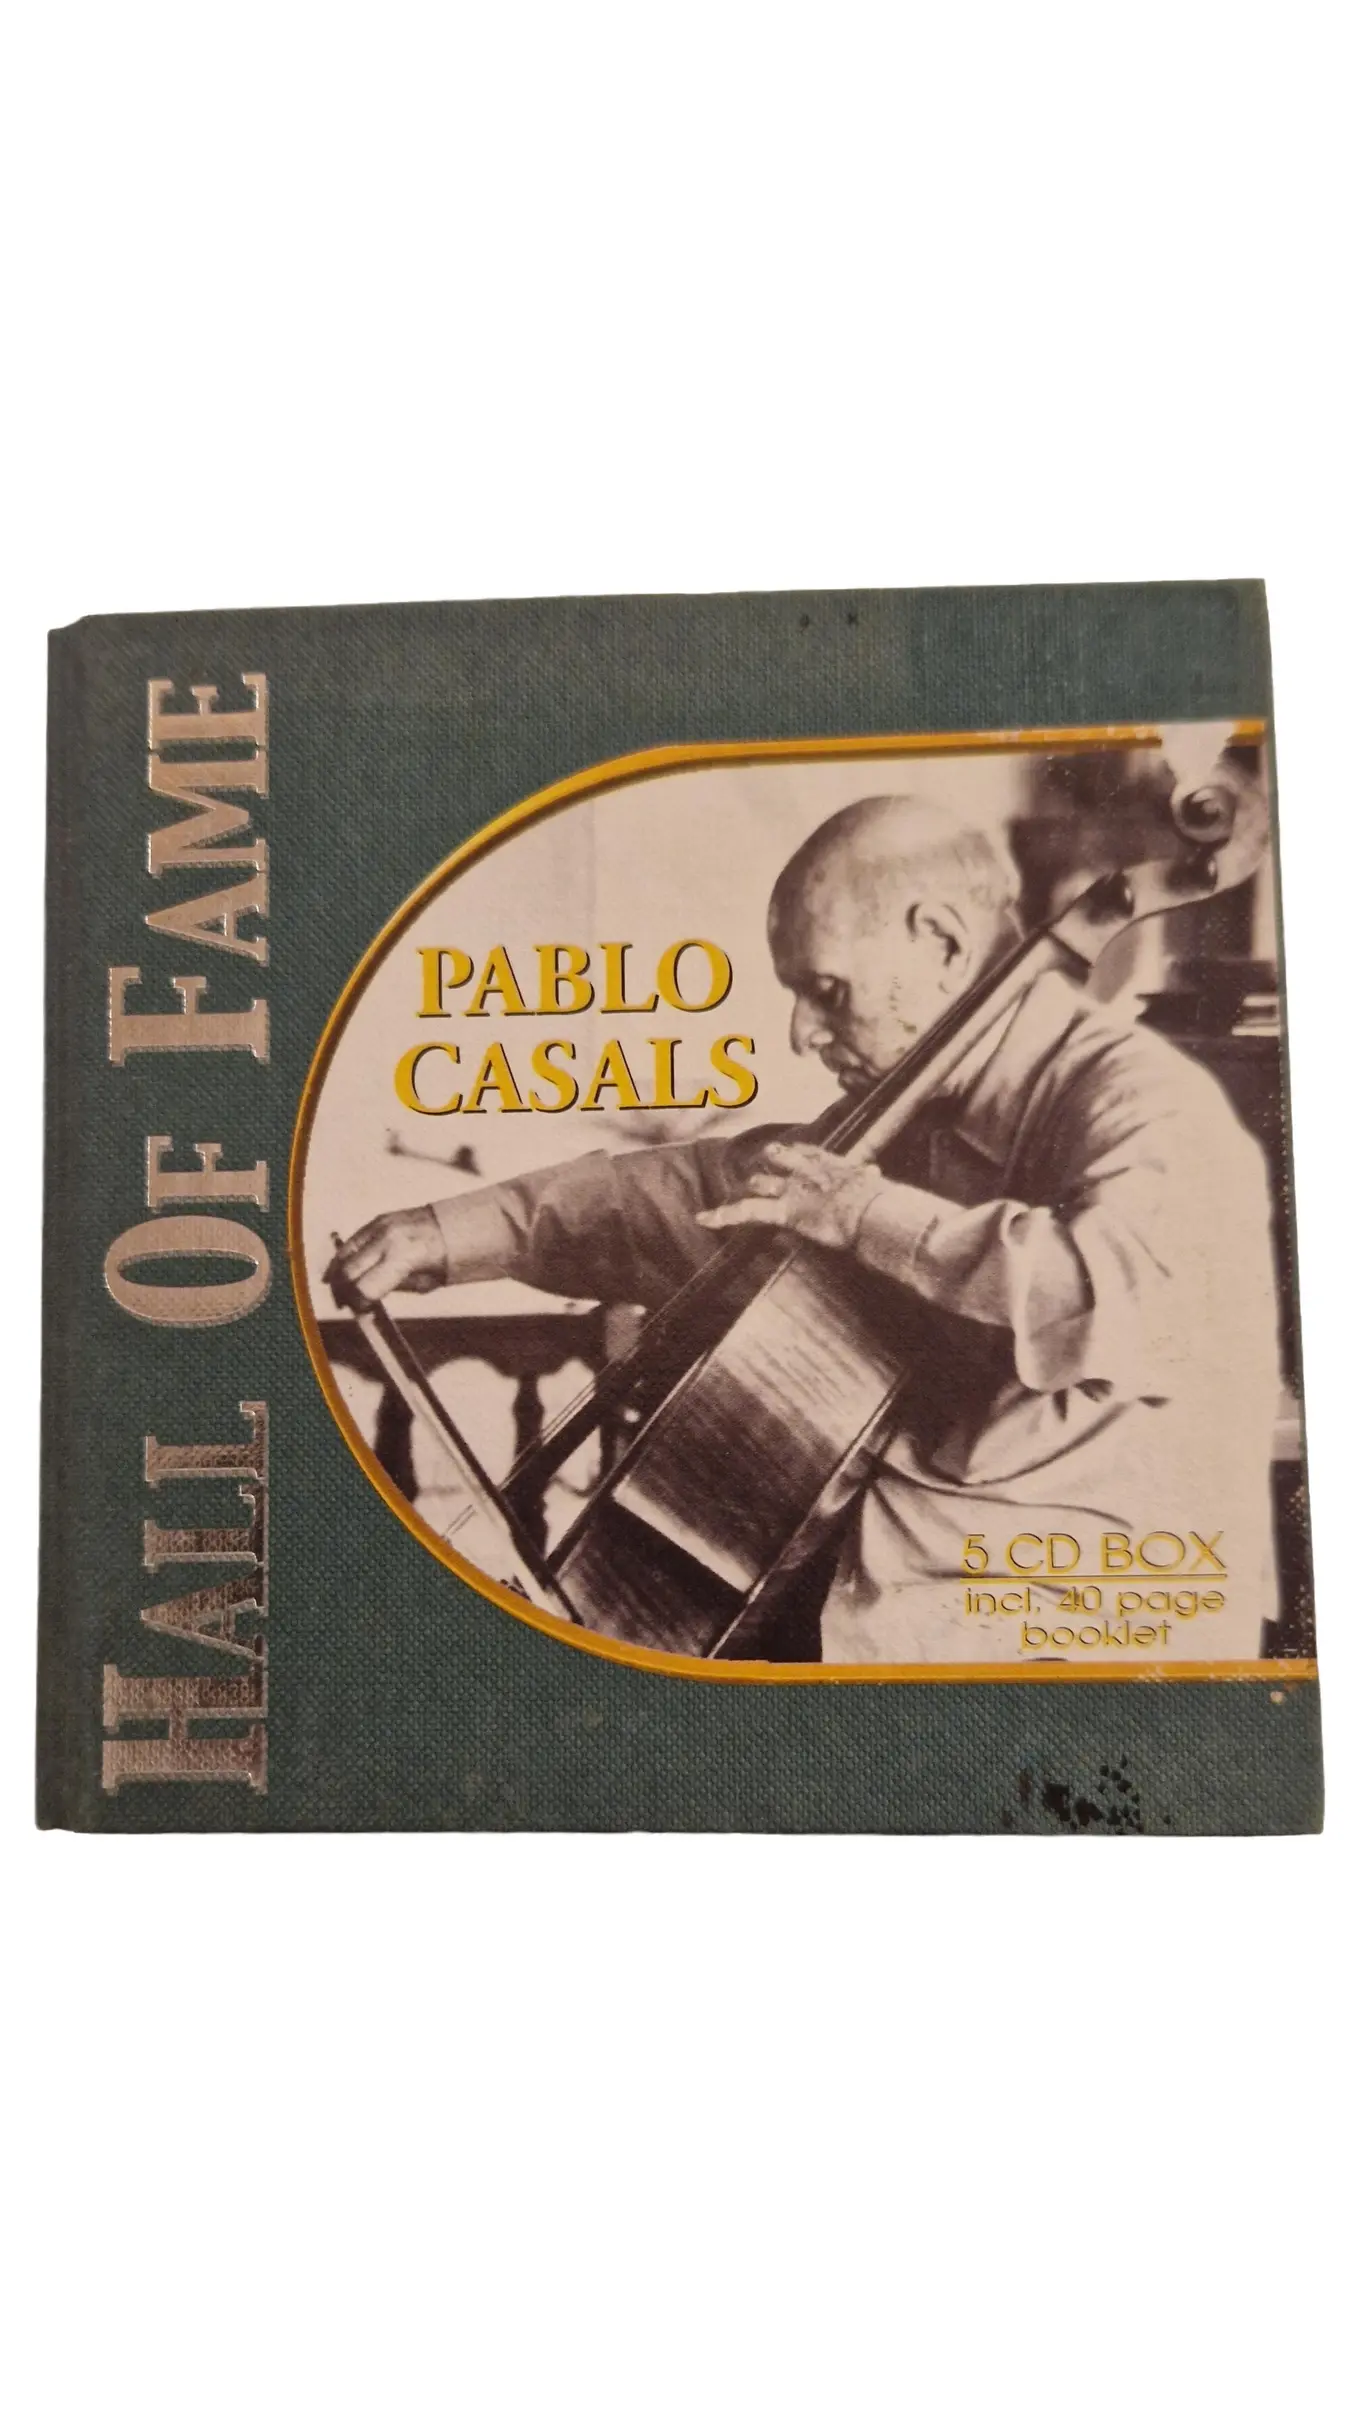 HALL OF FAME
PABLO
CASALS
5 CD BOX
incl. 40 page
booklet